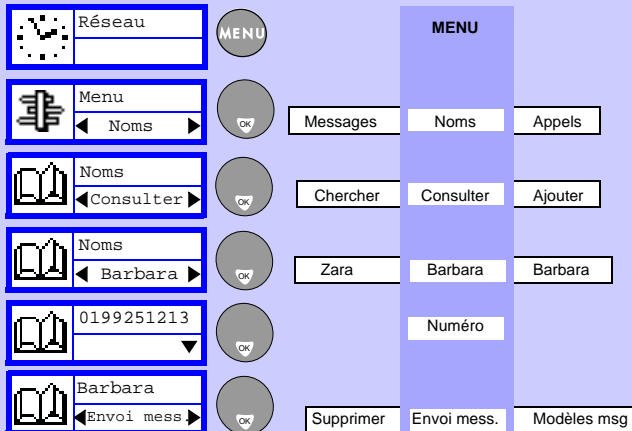 Réseau
MENU
MENU
Menu
Noms
OK
Messages
Noms
Appels
Noms
Consulter
OK
Chercher
Consulter
Ajouter
Noms
Barbara
OK
Zara
Barbara
Barbara
0199251213
OK
Numéro
Barbara
Envoi mess.
OK
Supprimer
Envoi mess.
Modèles msg